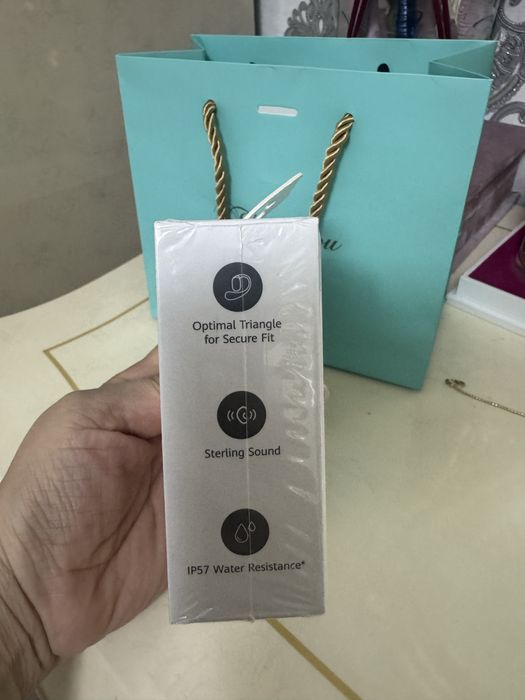 Optimal Triangle
for Secure Fit
Sterling Sound
IP57 Water Resistance*